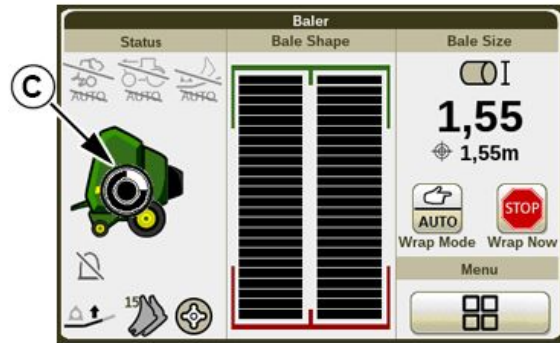 Baler
Status
Bale Shape
Bale Size
AUTO
AUTO
AUTO
C
1,55
1,55m
AUTO
STOP
Wrap Mode
Wrap Now
Menu
15